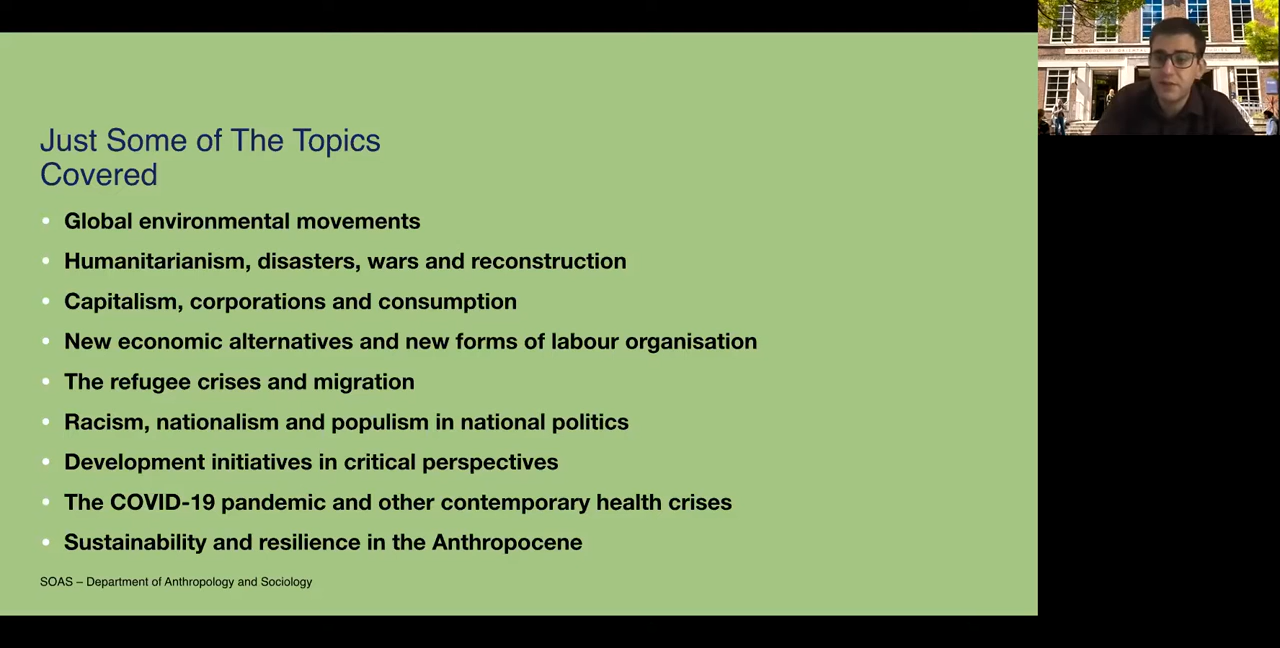 Just Some of The Topics
Covered
• Global environmental movements
• Humanitarianism, disasters, wars and reconstruction
• Capitalism, corporations and consumption
• New economic alternatives and new forms of labour organisation
• The refugee crises and migration
• Racism, nationalism and populism in national politics
• Development initiatives in critical perspectives
• The COVID-19 pandemic and other contemporary health crises
• Sustainability and resilience in the Anthropocene
SOAS – Department of Anthropology and Sociology